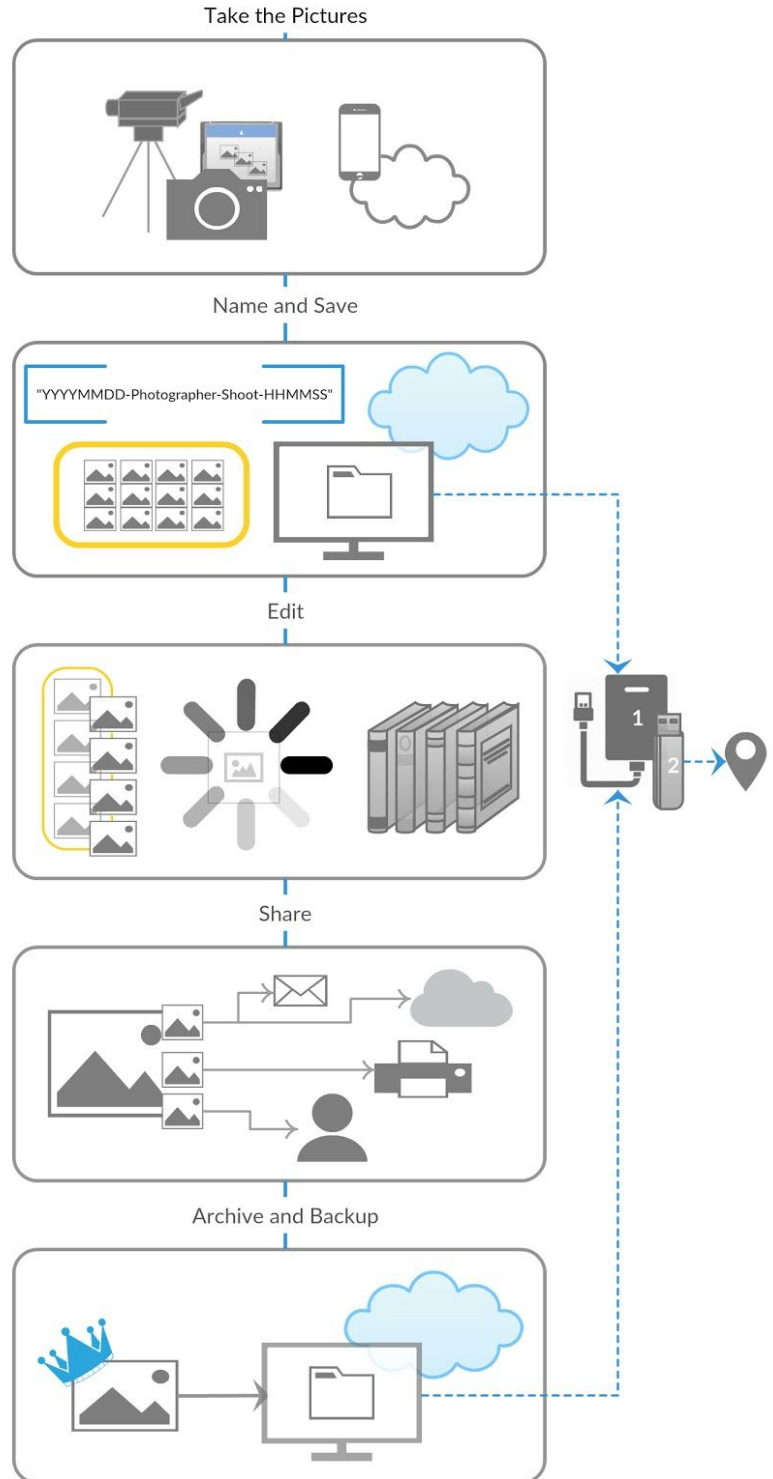 Take the Pictures
Name and Save
"YYYYMMDD-Photographer-Shoot-HHMMSS"
Edit
1
2
Share
Archive and Backup